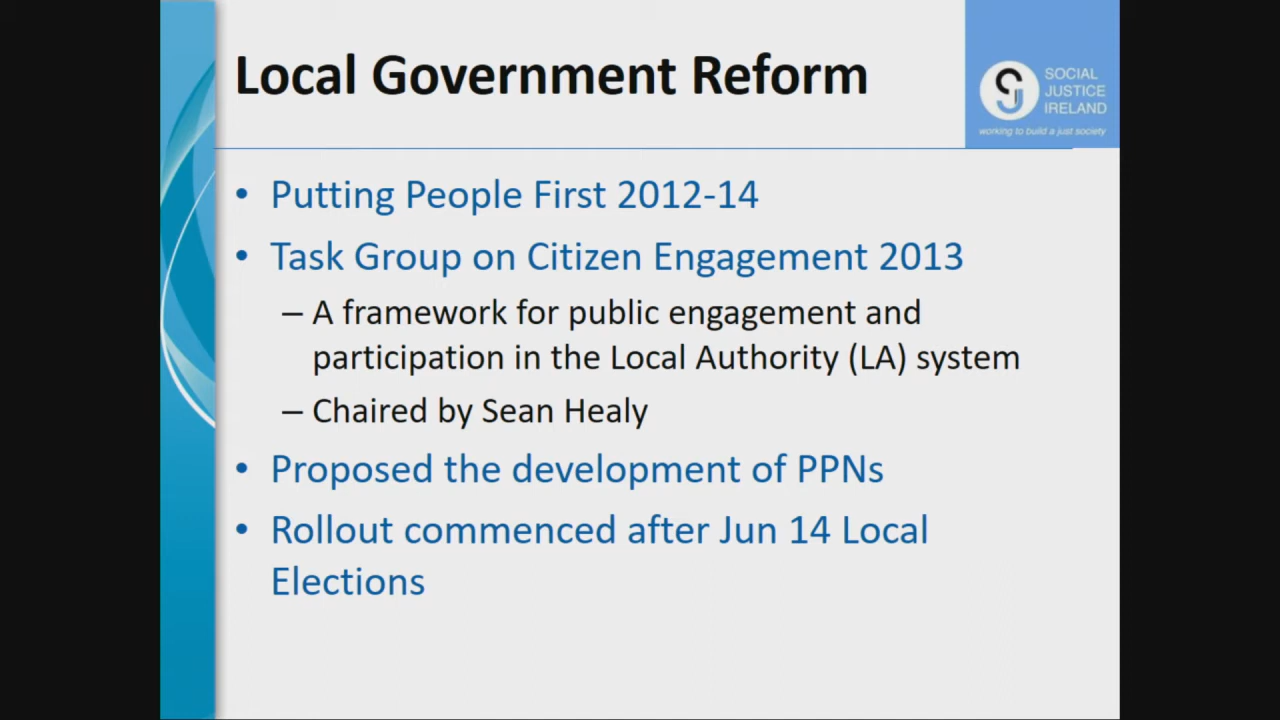 Local Government Reform
SOCIAL
JUSTICE
IRELAND
working to build a just society
• Putting People First 2012-14
• Task Group on Citizen Engagement 2013
– A framework for public engagement and
participation in the Local Authority (LA) system
– Chaired by Sean Healy
• Proposed the development of PPNs
• Rollout commenced after Jun 14 Local
Elections